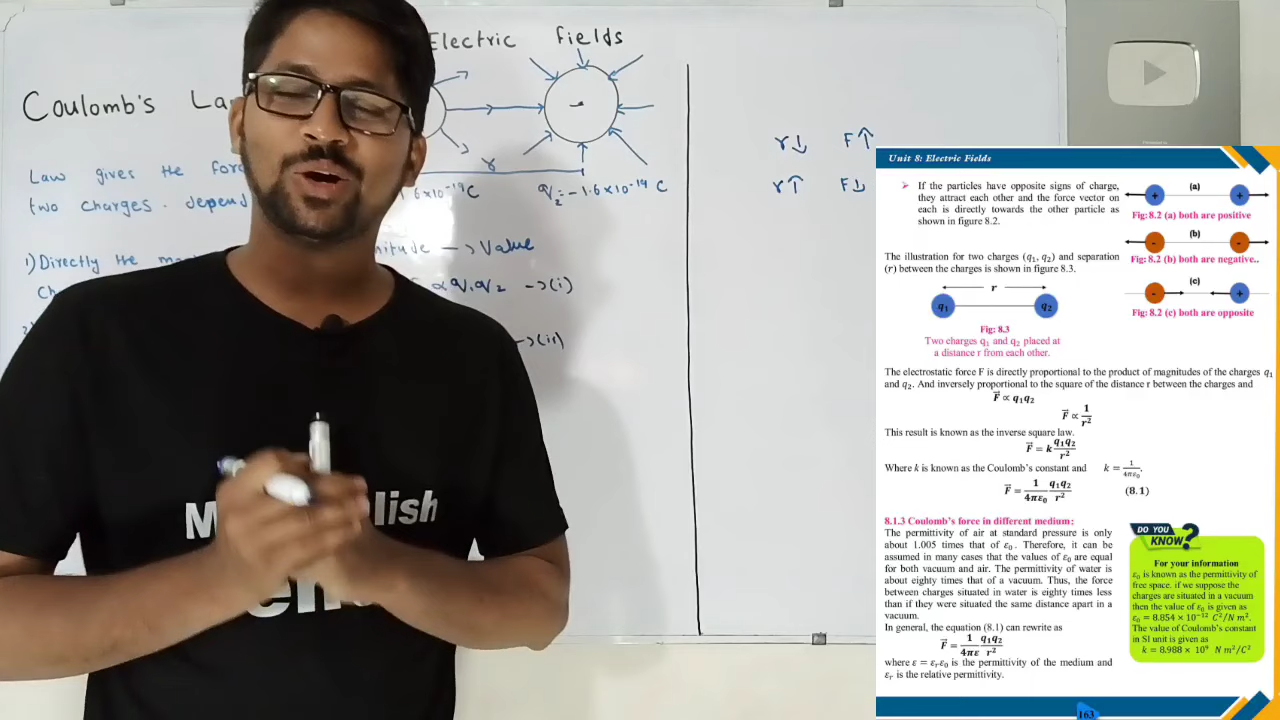 Electric Fields
Coulomb's La
Law gives the forc
two charges. depend
1.6×10⁻¹⁹C
q₂ = -1.6×10⁻¹⁹ C
r
-e
r↓ F↑
r↑ F↓
1) Directly the ma
nitude → Value
Ch
∝ q₁q₂ → (i)
→ (ii)
lish
Unit 8: Electric Fields
➤ If the particles have opposite signs of charge,
they attract each other and the force vector on
each is directly towards the other particle as
shown in figure 8.2.
(a)
+ +
Fig: 8.2 (a) both are positive
(b)
- -
Fig: 8.2 (b) both are negative..
(c)
- +
Fig: 8.2 (c) both are opposite
The illustration for two charges (q₁, q₂) and separation
(r) between the charges is shown in figure 8.3.
r
q₁ q₂
Fig: 8.3
Two charges q₁ and q₂ placed at
a distance r from each other.
The electrostatic force F is directly proportional to the product of magnitudes of the charges q₁
and q₂. And inversely proportional to the square of the distance r between the charges and
F⃗ ∝ q₁q₂
F⃗ ∝ 1/r²
This result is known as the inverse square law.
F⃗ = k q₁q₂/r²
Where k is known as the Coulomb's constant and k = 1/4πε₀.
F⃗ = 1/4πε₀ q₁q₂/r² (8.1)
8.1.3 Coulomb's force in different medium:
The permittivity of air at standard pressure is only
about 1.005 times that of ε₀. Therefore, it can be
assumed in many cases that the values of ε₀ are equal
for both vacuum and air. The permittivity of water is
about eighty times that of a vacuum. Thus, the force
between charges situated in water is eighty times less
than if they were situated the same distance apart in a
vacuum.
In general, the equation (8.1) can rewrite as
F⃗ = 1/4πε q₁q₂/r²
where ε = εᵣε₀ is the permittivity of the medium and
εᵣ is the relative permittivity.
DO YOU
KNOW?
For your information
ε₀ is known as the permittivity of
free space. if we suppose the
charges are situated in a vacuum
then the value of ε₀ is given as
ε₀ = 8.854 × 10⁻¹² C²/N m².
The value of Coulomb's constant
in SI unit is given as
k = 8.988 × 10⁹ N m²/C²
163